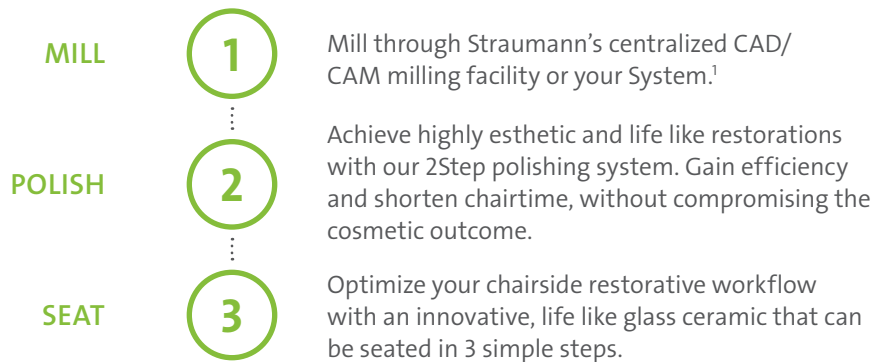 MILL
1
Mill through Straumann’s centralized CAD/
CAM milling facility or your System.¹
POLISH
2
Achieve highly esthetic and life like restorations
with our 2Step polishing system. Gain efficiency
and shorten chairtime, without compromising the
cosmetic outcome.
SEAT
3
Optimize your chairside restorative workflow
with an innovative, life like glass ceramic that can
be seated in 3 simple steps.